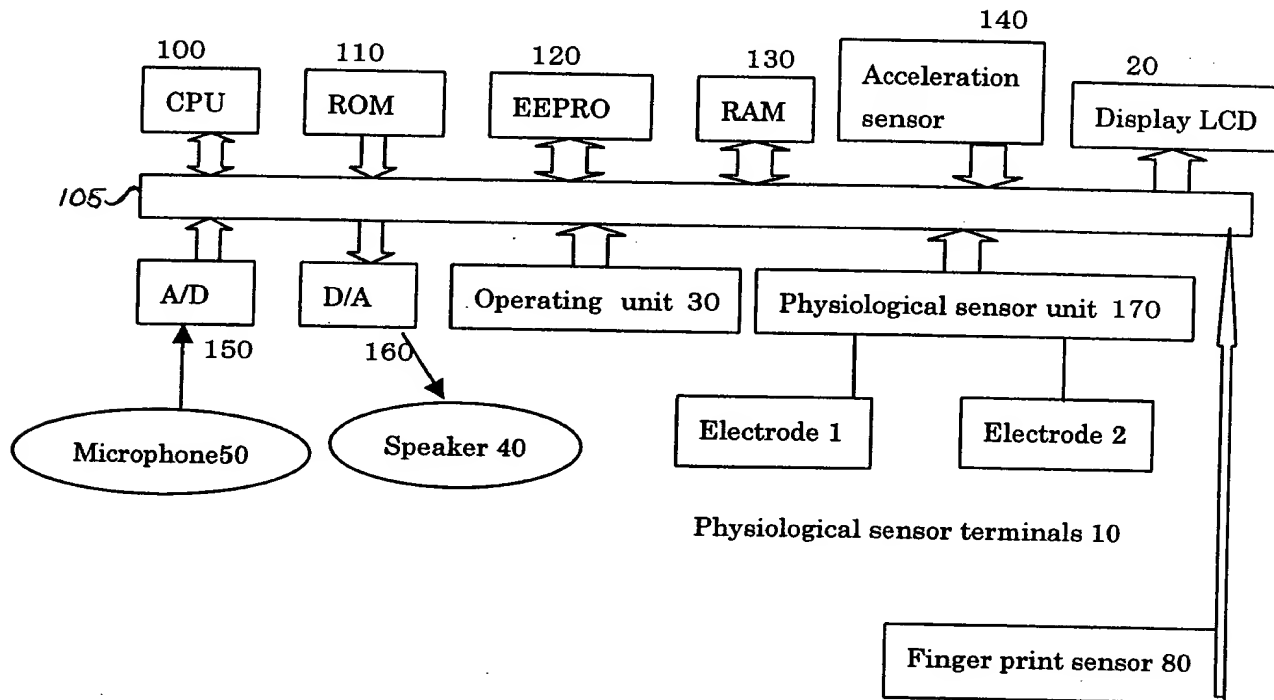 100
110
120
130
140
20
CPU
ROM
EEPRO
RAM
Acceleration
sensor
Display LCD
105
A/D
D/A
Operating unit 30
Physiological sensor unit 170
150
160
Microphone50
Speaker 40
Electrode 1
Electrode 2
Physiological sensor terminals 10
Finger print sensor 80